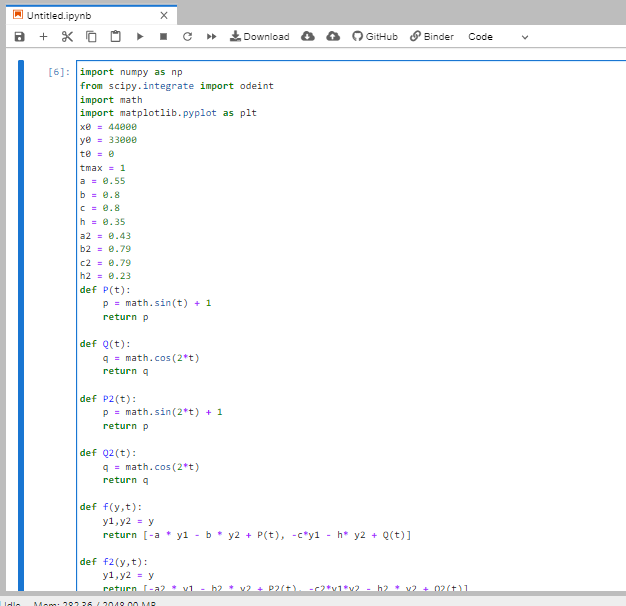 Untitled.ipynb
Download GitHub Binder Code
[6]: import numpy as np
from scipy.integrate import odeint
import math
import matplotlib.pyplot as plt
x0 = 44000
y0 = 33000
t0 = 0
tmax = 1
a = 0.55
b = 0.8
c = 0.8
h = 0.35
a2 = 0.43
b2 = 0.79
c2 = 0.79
h2 = 0.23
def P(t):
    p = math.sin(t) + 1
    return p

def Q(t):
    q = math.cos(2*t)
    return q

def P2(t):
    p = math.sin(2*t) + 1
    return p

def Q2(t):
    q = math.cos(2*t)
    return q

def f(y,t):
    y1,y2 = y
    return [-a * y1 - b * y2 + P(t), -c*y1 - h* y2 + Q(t)]

def f2(y,t):
    y1,y2 = y
    return [-a2 * y1 - b2 * y2 + P2(t), -c2*y1*y2 - h2 * y2 + Q2(t)]
Idle Mem: 282.36 / 2048.00 MB